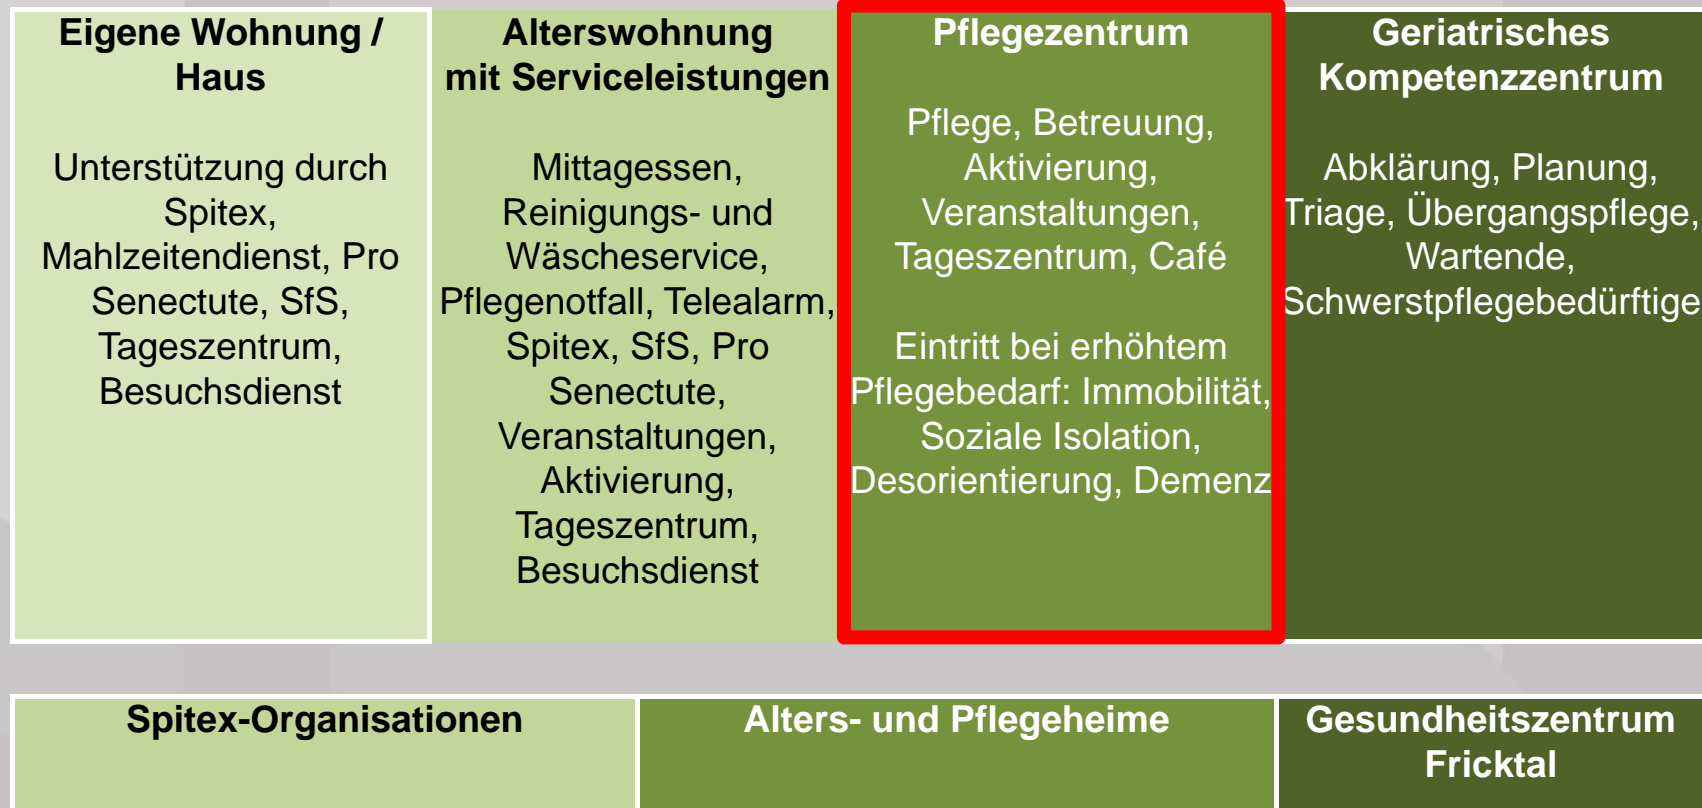 Eigene Wohnung /
Haus
Unterstützung durch
Spitex,
Mahlzeitendienst, Pro
Senectute, SfS,
Tageszentrum,
Besuchsdienst
Alterswohnung
mit Serviceleistungen
Mittagessen,
Reinigungs- und
Wäscheservice,
Pflegenotfall, Telealarm,
Spitex, SfS, Pro
Senectute,
Veranstaltungen,
Aktivierung,
Tageszentrum,
Besuchsdienst
Pflegezentrum
Pflege, Betreuung,
Aktivierung,
Veranstaltungen,
Tageszentrum, Café
Eintritt bei erhöhtem
Pflegebedarf: Immobilität,
Soziale Isolation,
Desorientierung, Demenz
Geriatrisches
Kompetenzzentrum
Abklärung, Planung,
Triage, Übergangspflege,
Wartende,
Schwerstpflegebedürftige
Spitex-Organisationen
Alters- und Pflegeheime
Gesundheitszentrum
Fricktal